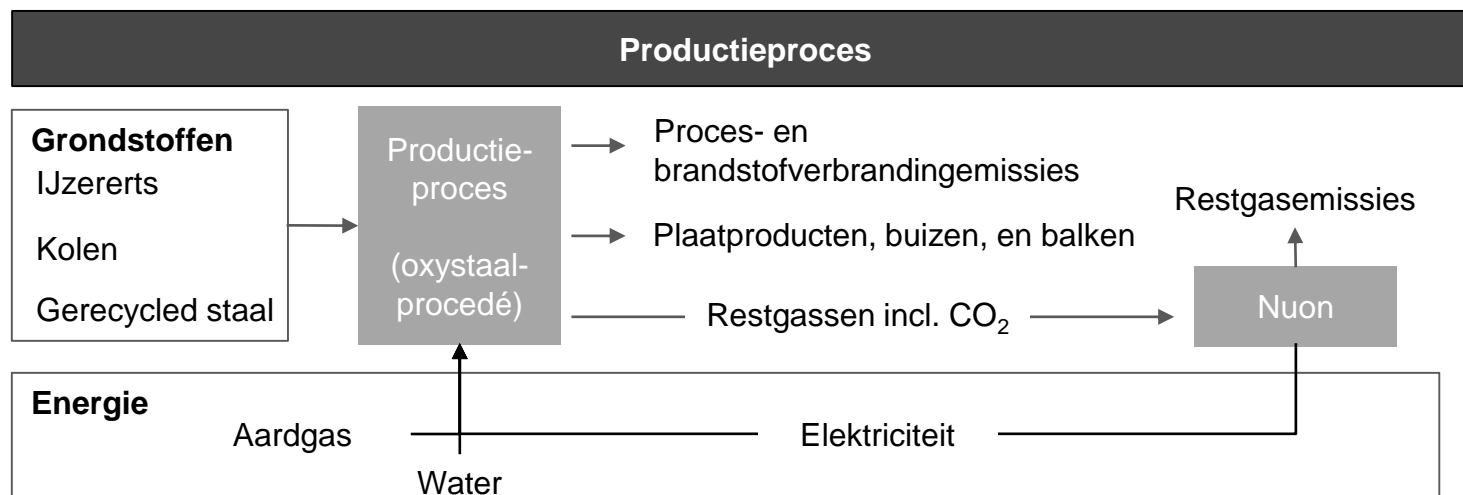 Productieproces
Grondstoffen
IJzererts
Kolen
Gerecycled staal
Productie-
proces
(oxystaal-
procedé)
Proces- en
brandstofverbrandingemissies
Plaatproducten, buizen, en balken
Restgassen incl. CO₂
Restgasemissies
Nuon
Energie
Aardgas
Elektriciteit
Water